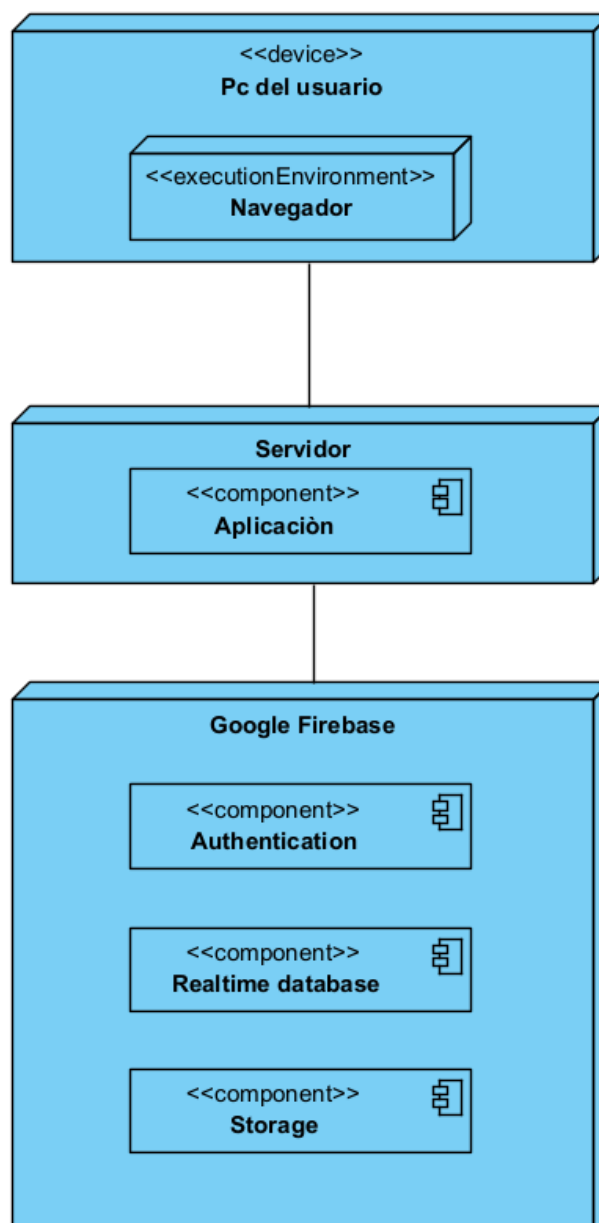 <<device>>
Pc del usuario
<<executionEnvironment>>
Navegador
Servidor
<<component>>
Aplicaciòn
Google Firebase
<<component>>
Authentication
<<component>>
Realtime database
<<component>>
Storage